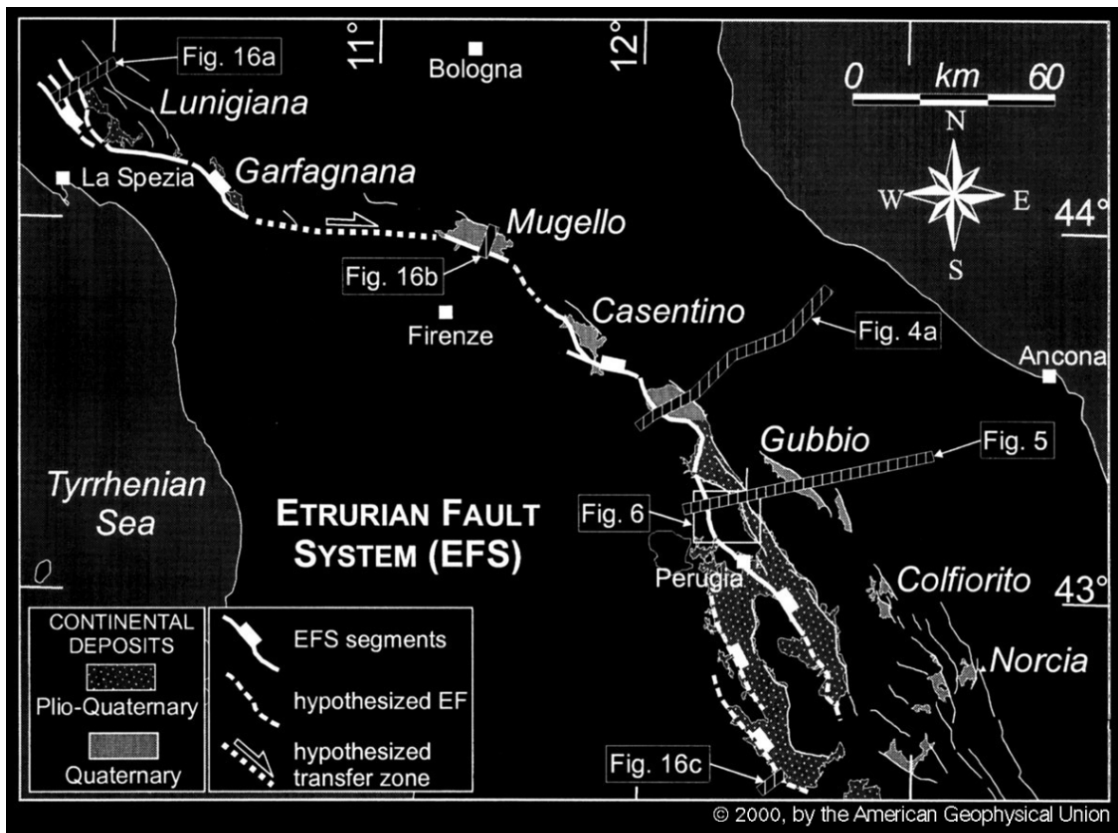 Fig. 16a
11°
Bologna
12°
0 km 60
Lunigiana
N
La Spezia
Garfagnana
W E
44°
Mugello
S
Fig. 16b
Firenze
Casentino
Fig. 4a
Ancona
Gubbio
Fig. 5
Tyrrhenian
Sea
ETRURIAN FAULT
SYSTEM (EFS)
Fig. 6
Perugia
Colfiorito
43°
Norcia
CONTINENTAL
DEPOSITS
Plio-Quaternary
Quaternary
EFS segments
hypothesized EF
hypothesized
transfer zone
Fig. 16c
© 2000, by the American Geophysical Union